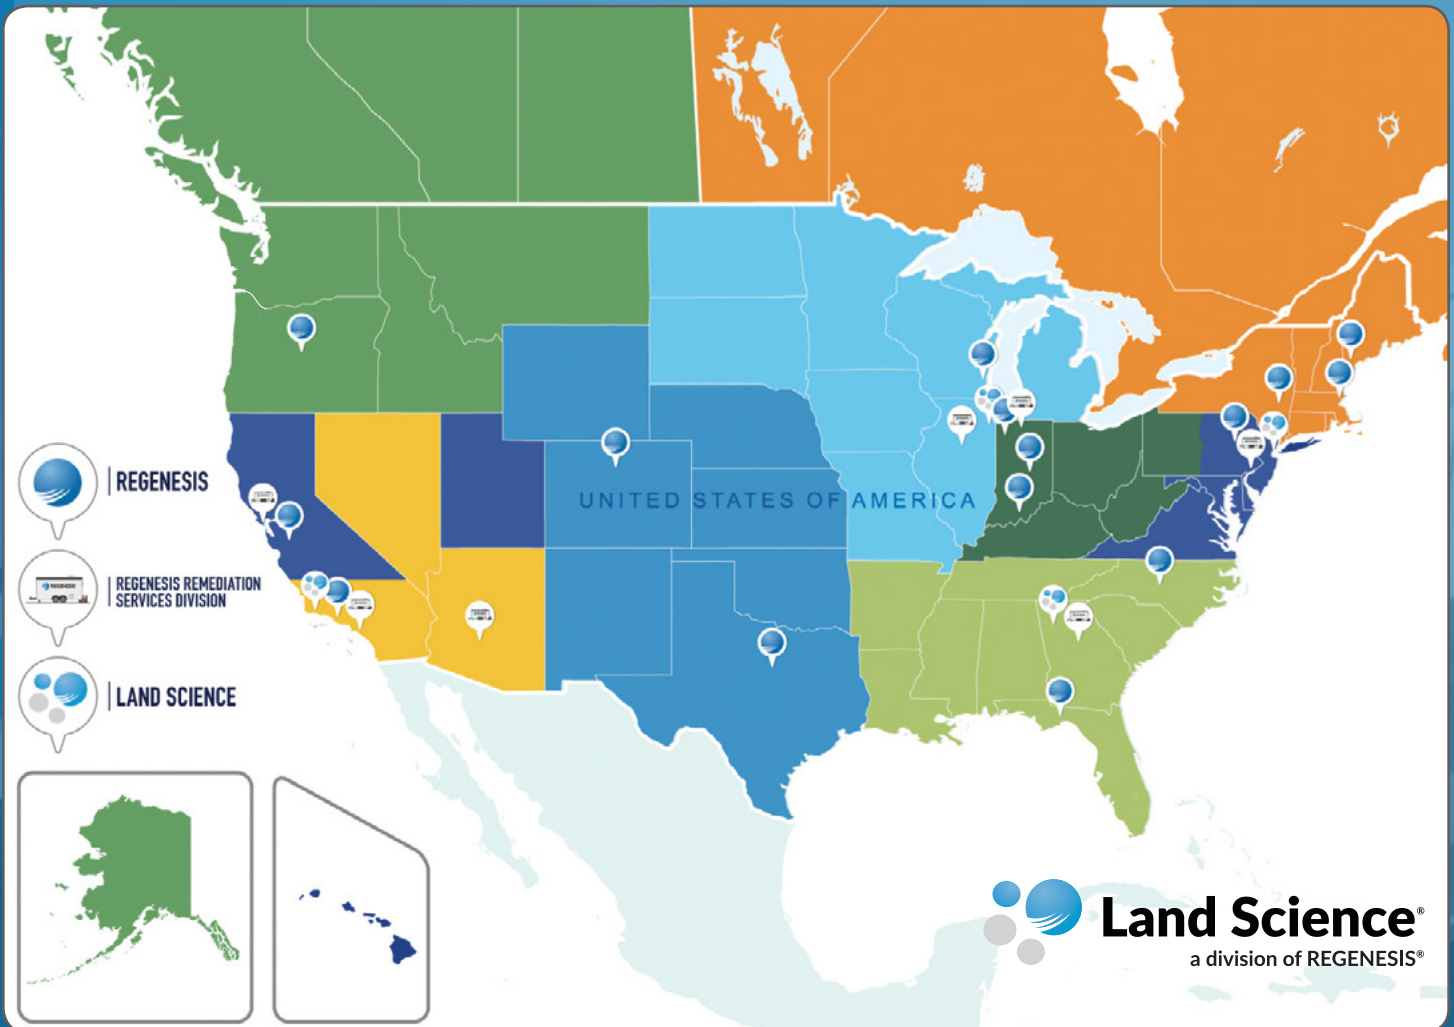 REGENESIS
REGENESIS REMEDIATION
SERVICES DIVISION
LAND SCIENCE
UNITED STATES OF AMERICA
Land Science®
a division of REGENESIS®